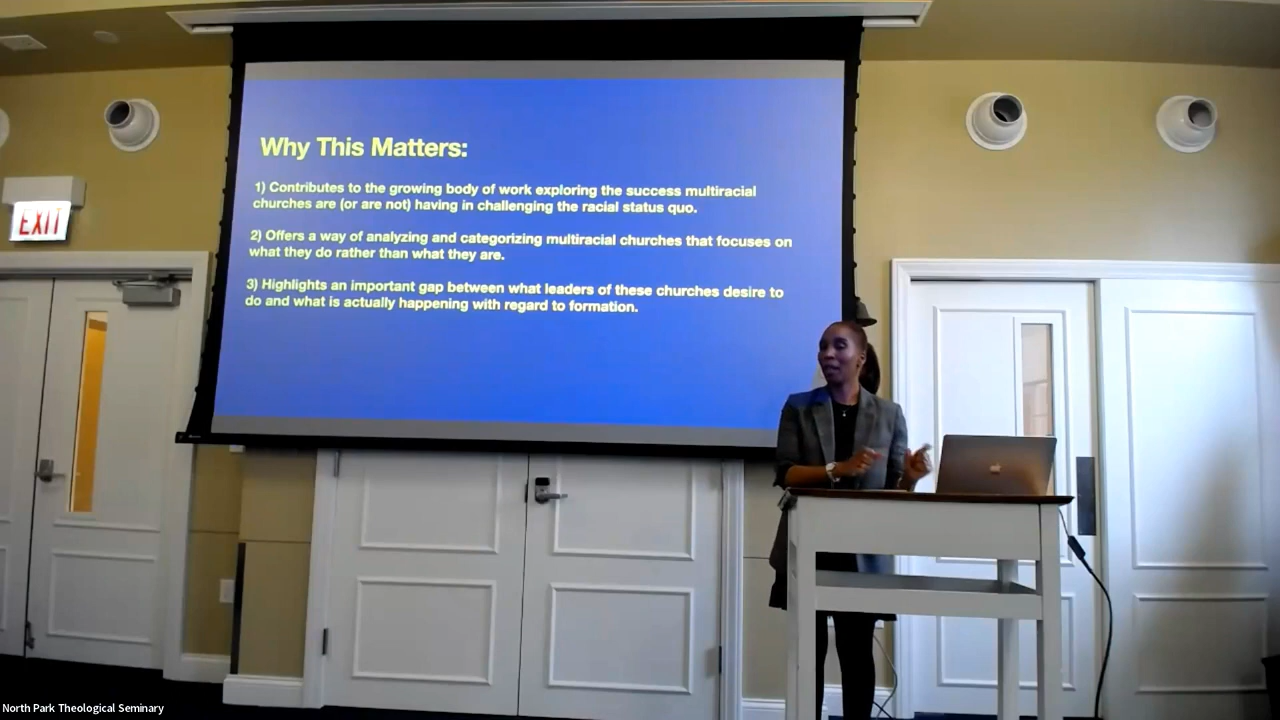 Why This Matters:
1) Contributes to the growing body of work exploring the success multiracial
churches are (or are not) having in challenging the racial status quo.
2) Offers a way of analyzing and categorizing multiracial churches that focuses on
what they do rather than what they are.
3) Highlights an important gap between what leaders of these churches desire to
do and what is actually happening with regard to formation.
EXIT
North Park Theological Seminary